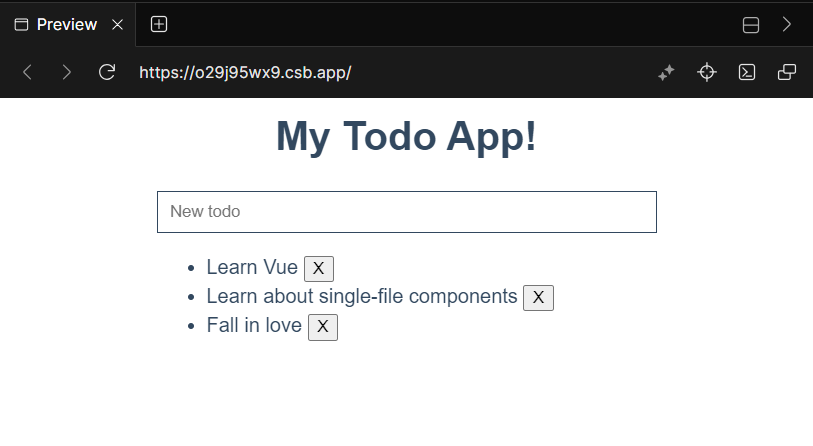 Preview
https://o29j95wx9.csb.app/
My Todo App!
New todo
Learn Vue X
Learn about single-file components X
Fall in love X